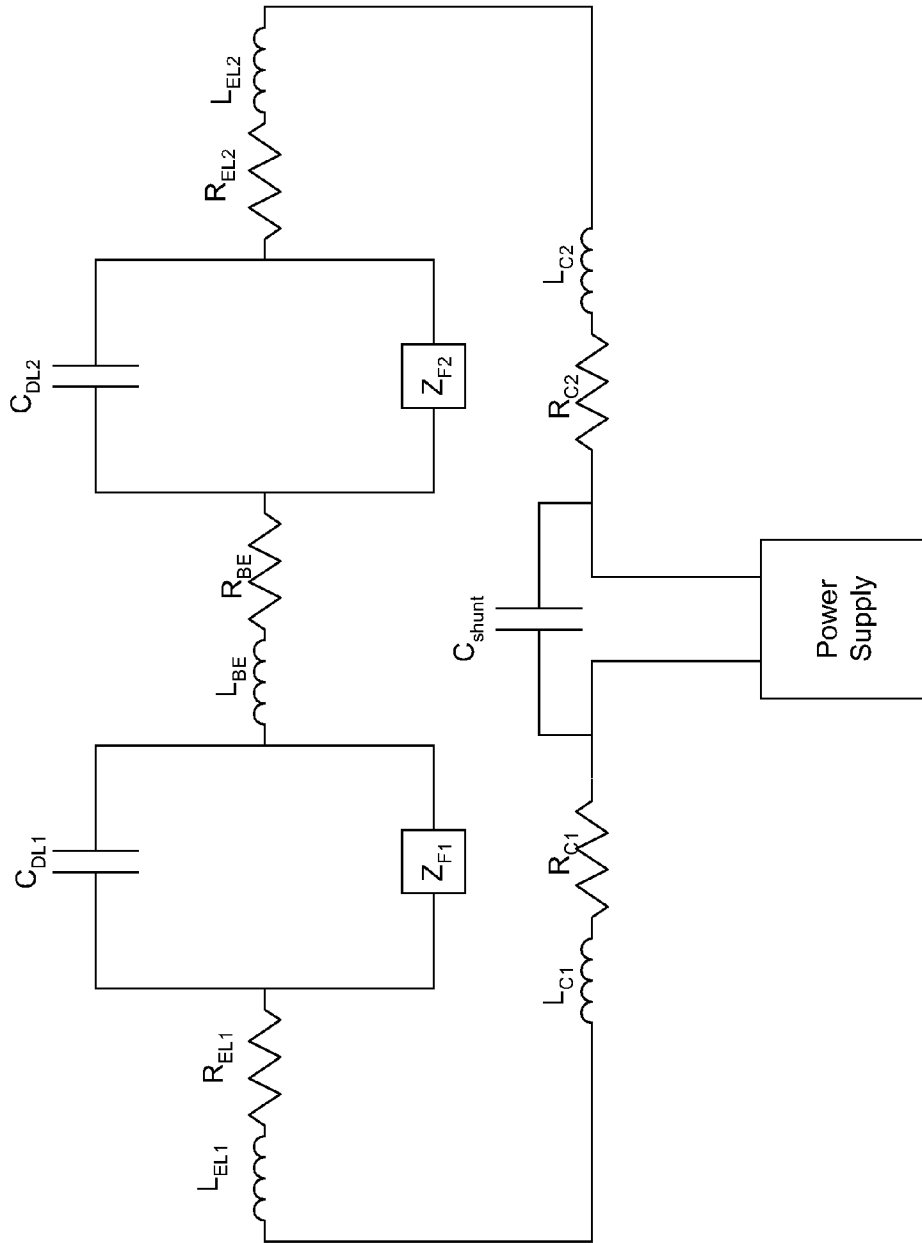 C_DL1
C_DL2
L_EL1
R_EL1
Z_F1
L_BE
R_BE
Z_F2
R_EL2
L_EL2
L_C1
R_C1
C_shunt
R_C2
L_C2
Power
Supply